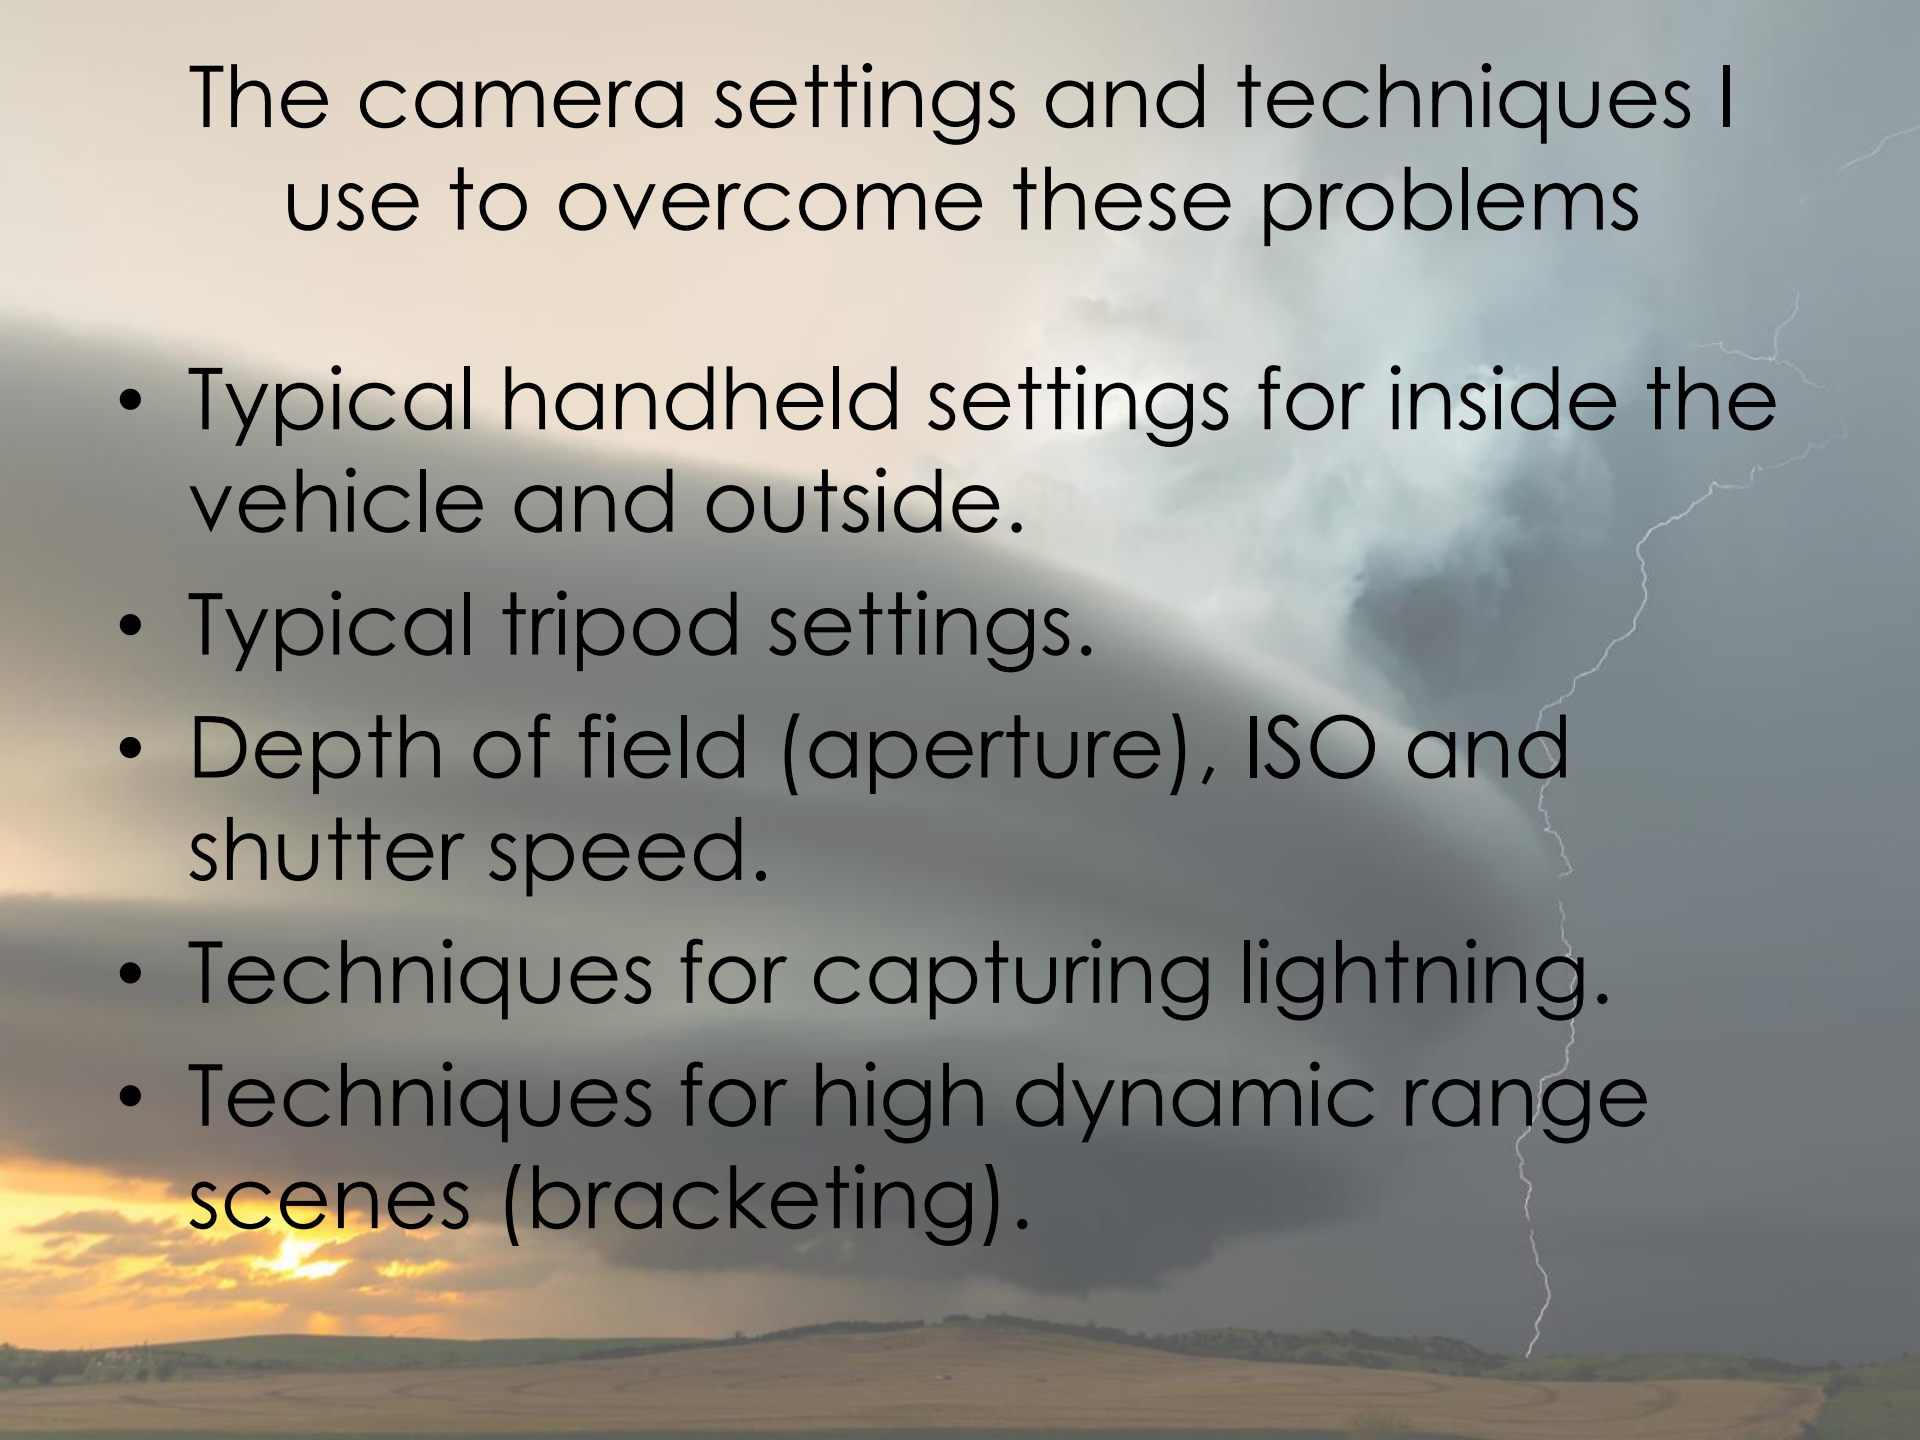 The camera settings and techniques I
use to overcome these problems
• Typical handheld settings for inside the
vehicle and outside.
• Typical tripod settings.
• Depth of field (aperture), ISO and
shutter speed.
• Techniques for capturing lightning.
• Techniques for high dynamic range
scenes (bracketing).